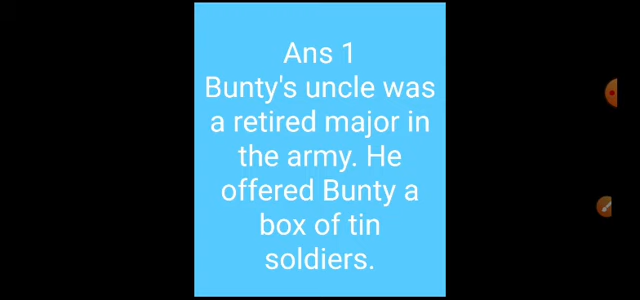 Ans 1
Bunty's uncle was
a retired major in
the army. He
offered Bunty a
box of tin
soldiers.